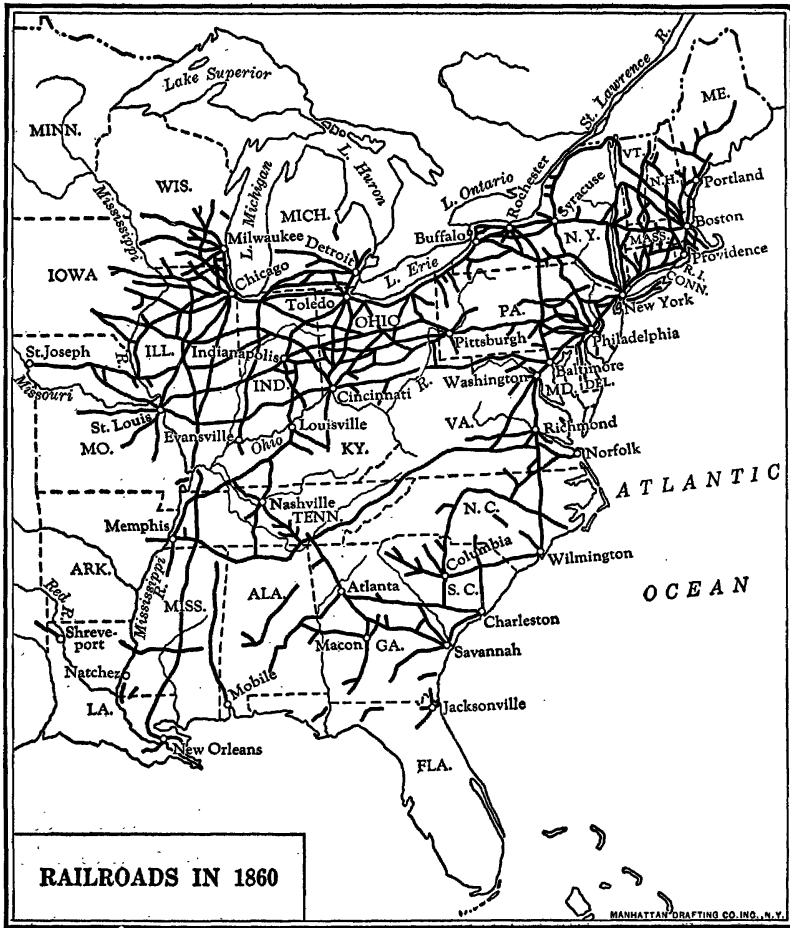 Lake Superior
St. Lawrence R.
ME.
MINN.
L. Huron
VT.
L. Michigan
L. Ontario
Rochester
Syracuse
N.H.
Portland
WIS.
Mississippi
MICH.
Boston
Milwaukee
Buffalo
N. Y.
MASS.
Detroit
Providence
IOWA
L. Erie
R. I.
CONN.
Chicago
Toledo
OHIO
PA.
New York
R.
ILL.
Indianapolis
Pittsburgh
Philadelphia
St. Joseph
Missouri
IND.
Baltimore
Washington
MD.
DEL.
Cincinnati
R.
St. Louis
Evansville
Louisville
VA.
Richmond
MO.
Ohio
KY.
Norfolk
ATLANTIC
Nashville
TENN.
N. C.
Memphis
Columbia
Wilmington
ARK.
Mississippi R.
Red R.
MISS.
ALA.
Atlanta
S. C.
OCEAN
Charleston
Shreve-
port
Macon
GA.
Savannah
Natchez
Mobile
LA.
Jacksonville
New Orleans
FLA.
RAILROADS IN 1860
MANHATTAN DRAFTING CO. INC., N.Y.